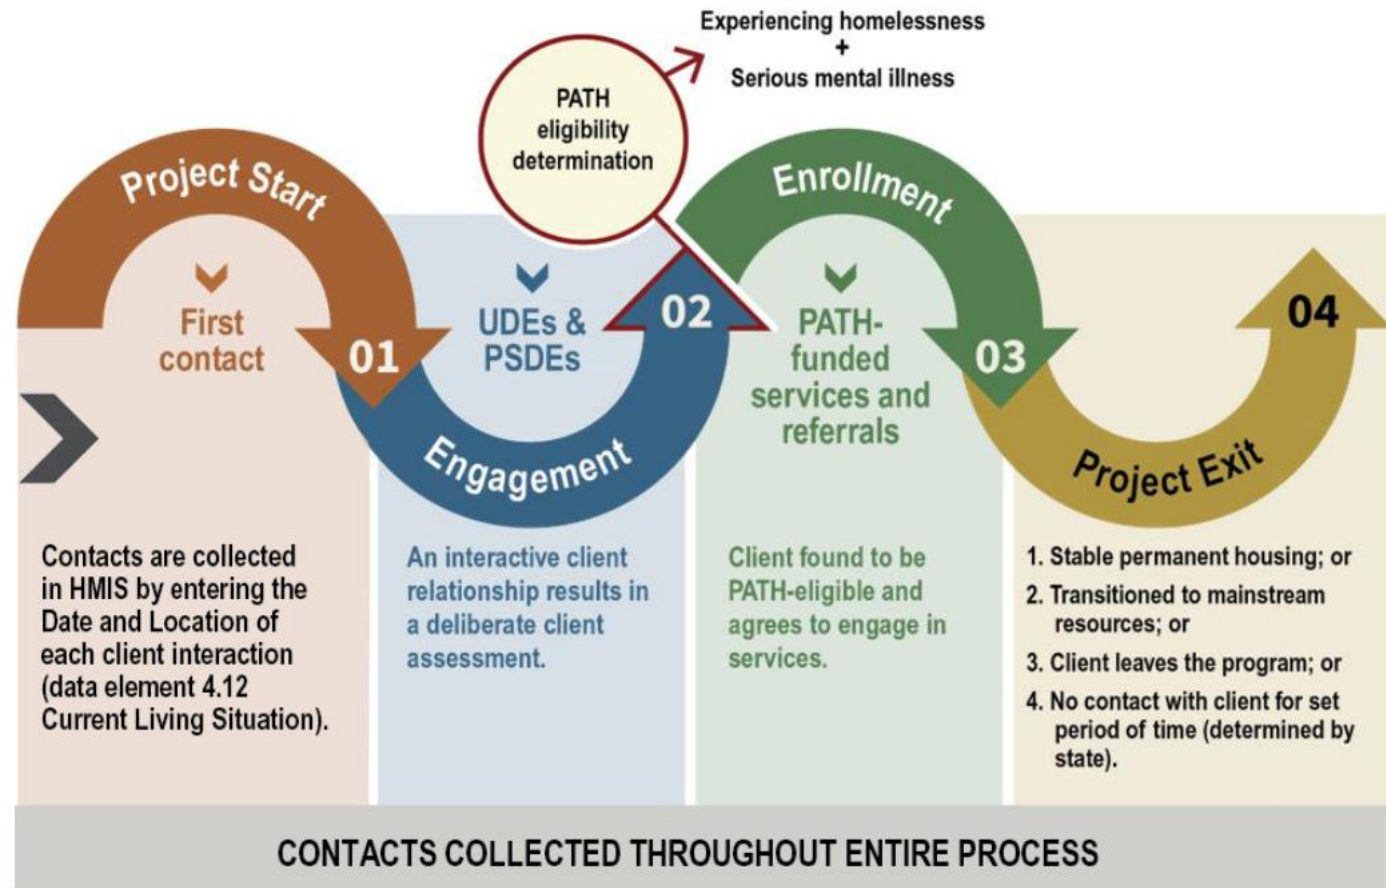 Experiencing homelessness
+
Serious mental illness
PATH
eligibility
determination
Project Start
First
contact
01
Contacts are collected
in HMIS by entering the
Date and Location of
each client interaction
(data element 4.12
Current Living Situation).
UDEs &
PSDEs
02
Engagement
An interactive client
relationship results in
a deliberate client
assessment.
Enrollment
PATH-
funded
services and
referrals
03
Client found to be
PATH-eligible and
agrees to engage in
services.
04
Project Exit
1. Stable permanent housing; or
2. Transitioned to mainstream
resources; or
3. Client leaves the program; or
4. No contact with client for set
period of time (determined by
state).
CONTACTS COLLECTED THROUGHOUT ENTIRE PROCESS